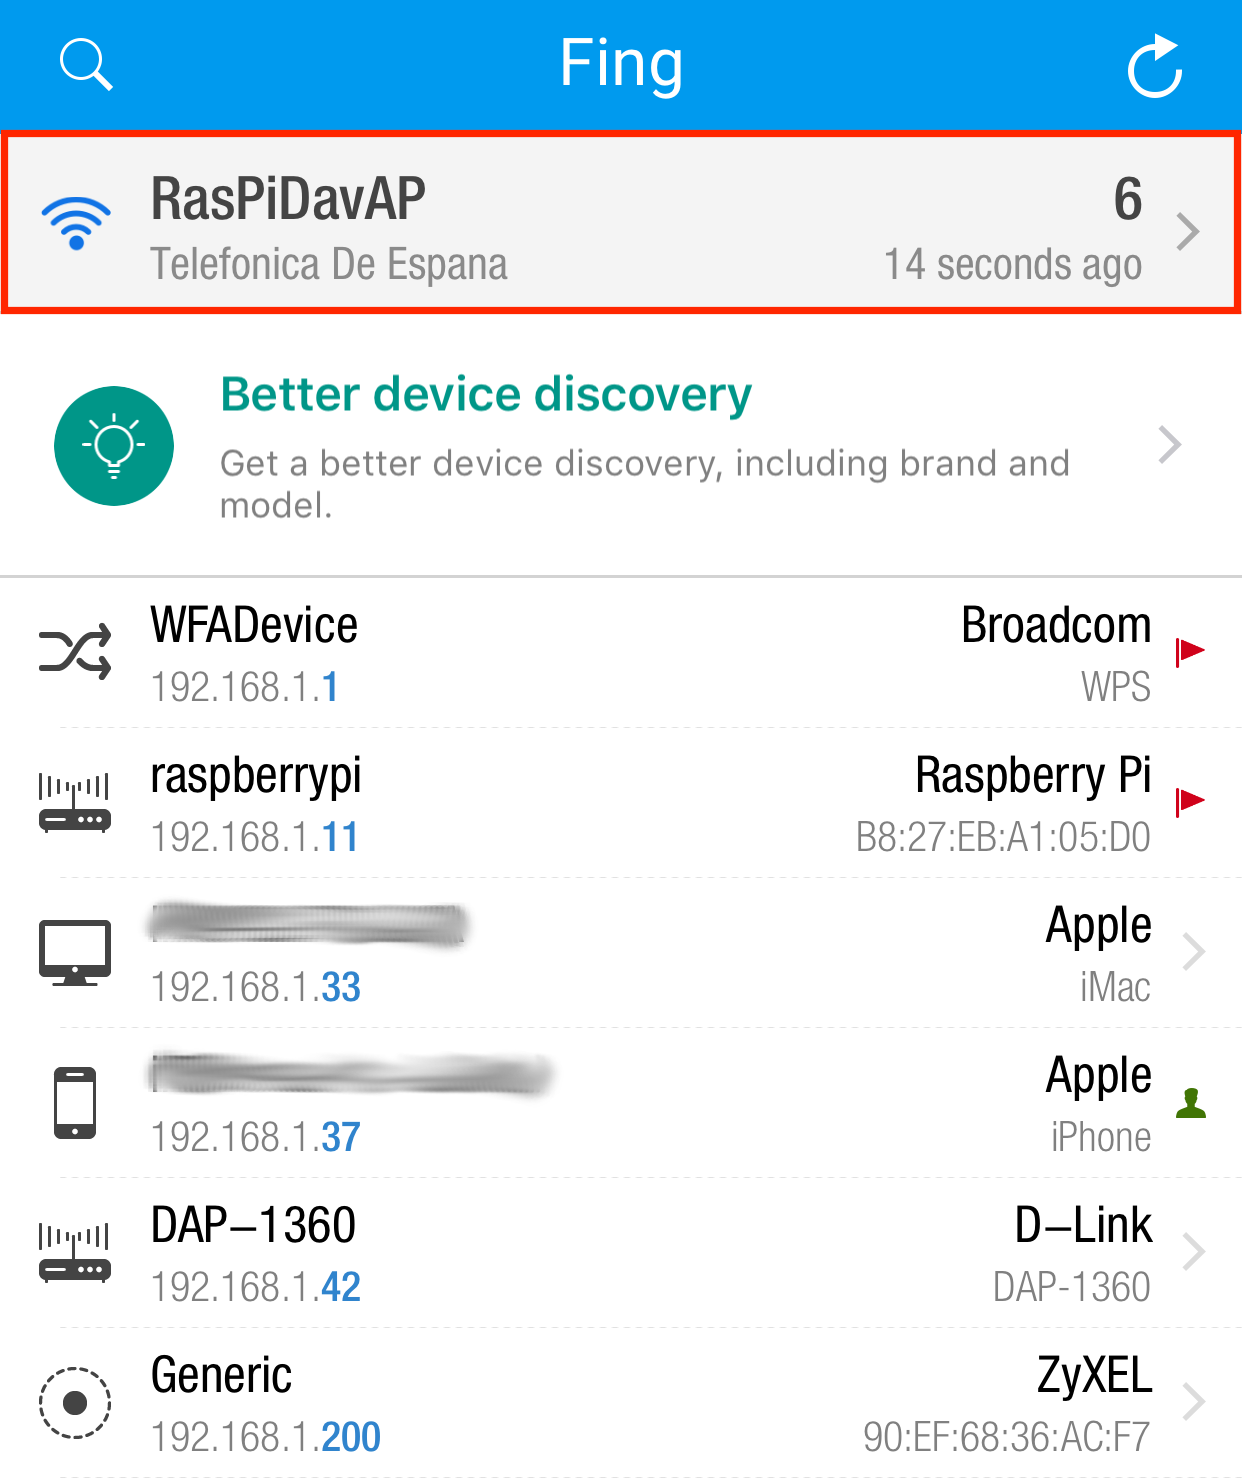 Fing
RasPiDavAP 6
Telefonica De Espana 14 seconds ago
Better device discovery
Get a better device discovery, including brand and
model.
WFADevice Broadcom
192.168.1.1 WPS
raspberrypi Raspberry Pi
192.168.1.11 B8:27:EB:A1:05:D0
Apple
192.168.1.33 iMac
Apple
192.168.1.37 iPhone
DAP-1360 D-Link
192.168.1.42 DAP-1360
Generic ZyXEL
192.168.1.200 90:EF:68:36:AC:F7